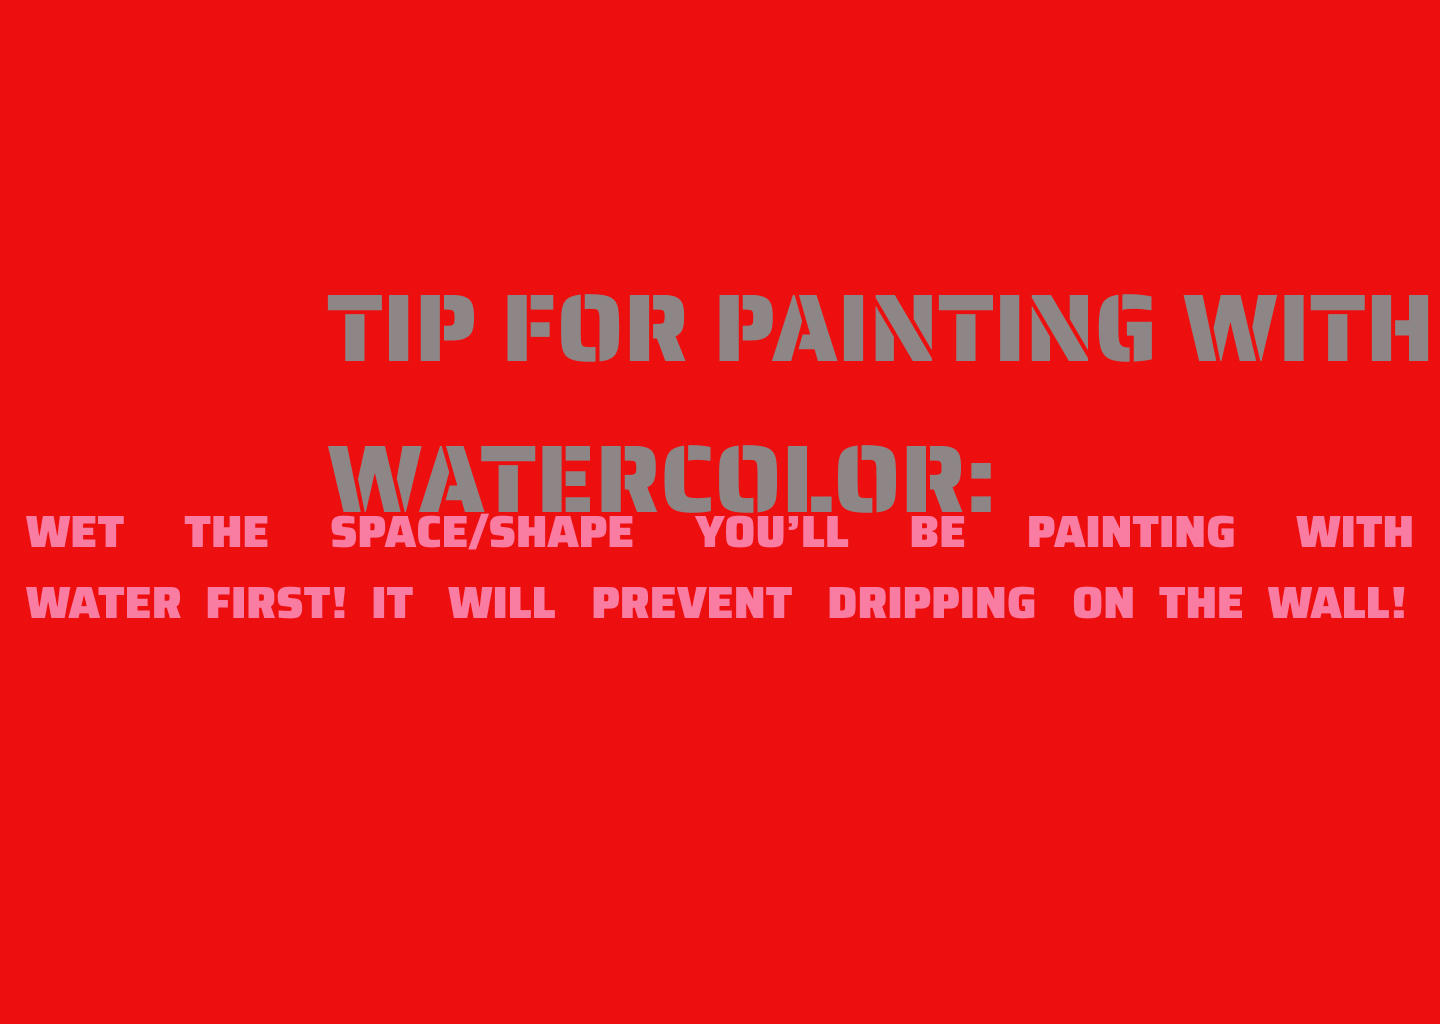 TIP FOR PAINTING WITH
WATERCOLOR:
WET THE SPACE/SHAPE YOU’LL BE PAINTING WITH
WATER FIRST! IT WILL PREVENT DRIPPING ON THE WALL!